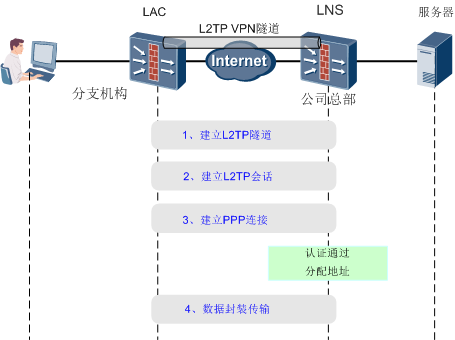 LAC
LNS
服务器
L2TP VPN隧道
Internet
分支机构
公司总部
1、建立L2TP隧道
2、建立L2TP会话
3、建立PPP连接
认证通过
分配地址
4、数据封装传输